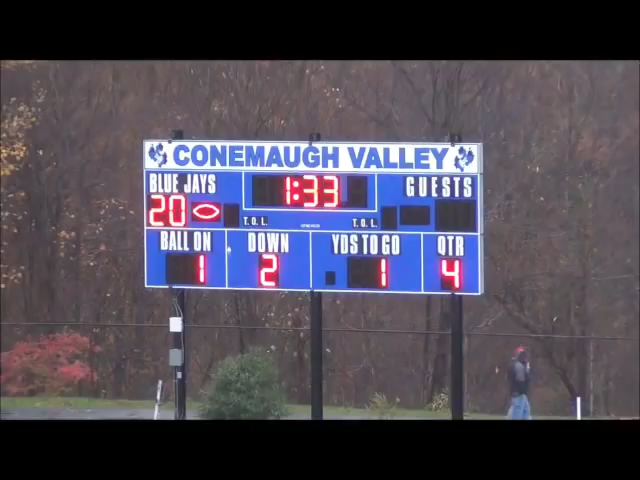 CONEMAUGH VALLEY
BLUE JAYS 1:33 GUESTS
20 T.O.L. T.O.L.
BALL ON DOWN YDS TO GO QTR
1 2 1 4